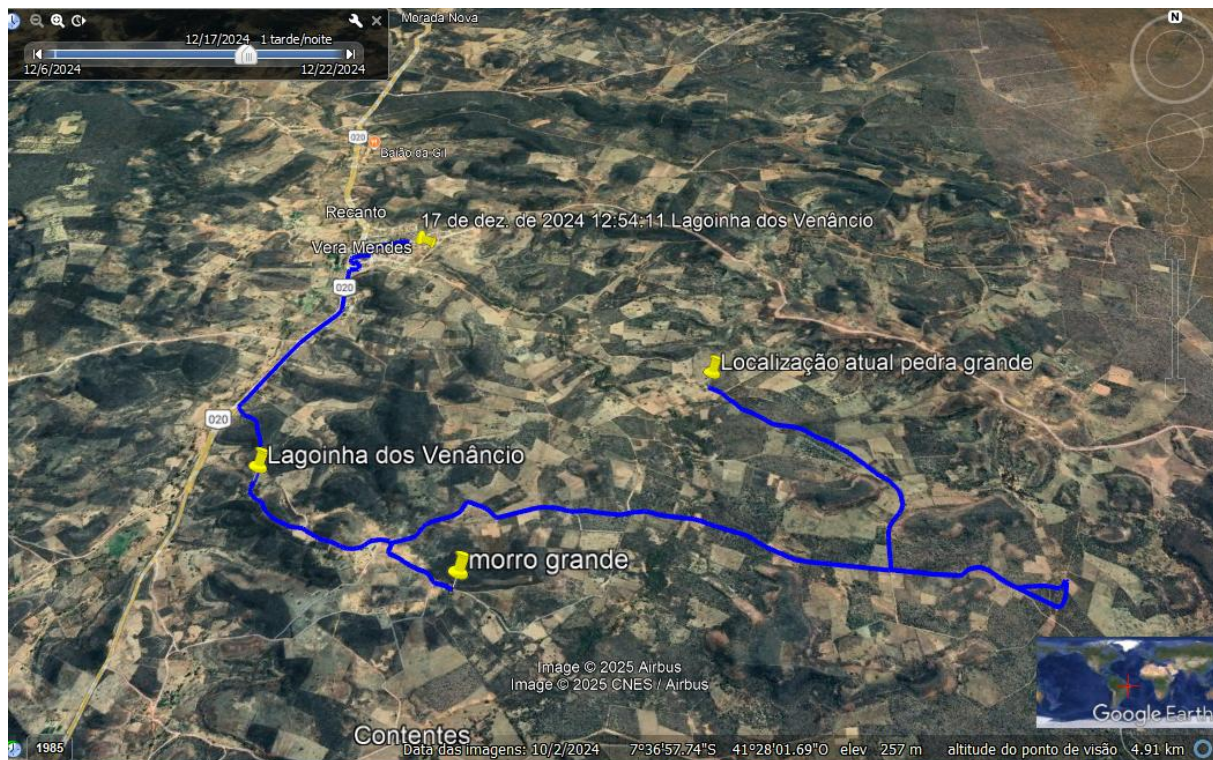 Morada Nova
12/17/2024 1 tarde/noite
12/6/2024
12/22/2024
N
020
Baião da Gil
Recanto
17 de dez. de 2024 12:54:11 Lagoinha dos Venâncio
Vera Mendes
020
Localização atual pedra grande
020
Lagoinha dos Venâncio
morro grande
Image © 2025 Airbus
Image © 2025 CNES / Airbus
Google Earth
Contentes
1985
Data das imagens: 10/2/2024 7°36'57.74"S 41°28'01.69"O elev 257 m altitude do ponto de visão 4.91 km